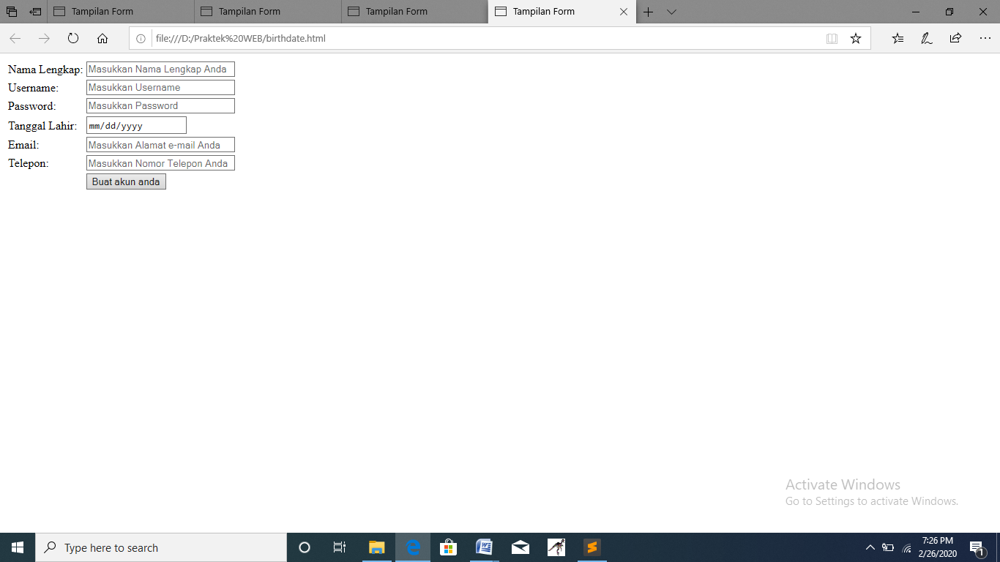 Tampilan Form
Tampilan Form
Tampilan Form
Tampilan Form
file:///D:/Praktek%20WEB/birthdate.html
Nama Lengkap: Masukkan Nama Lengkap Anda
Username: Masukkan Username
Password: Masukkan Password
Tanggal Lahir: mm/dd/yyyy
Email: Masukkan Alamat e-mail Anda
Telepon: Masukkan Nomor Telepon Anda
Buat akun anda
Activate Windows
Go to Settings to activate Windows.
Type here to search
7:26 PM
2/26/2020
1